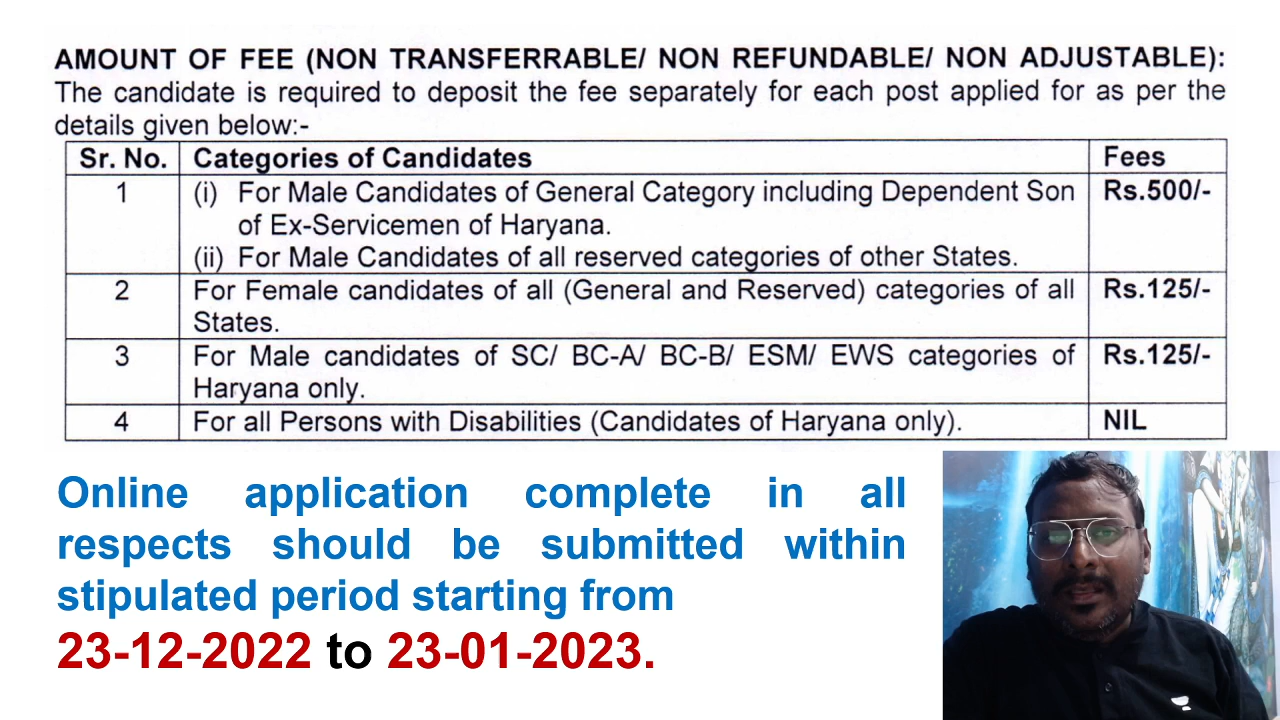 AMOUNT OF FEE (NON TRANSFERRABLE/ NON REFUNDABLE/ NON ADJUSTABLE):
The candidate is required to deposit the fee separately for each post applied for as per the
details given below:-
Sr. No. Categories of Candidates Fees
1 (i) For Male Candidates of General Category including Dependent Son Rs.500/-
of Ex-Servicemen of Haryana.
(ii) For Male Candidates of all reserved categories of other States.
2 For Female candidates of all (General and Reserved) categories of all Rs.125/-
States.
3 For Male candidates of SC/ BC-A/ BC-B/ ESM/ EWS categories of Rs.125/-
Haryana only.
4 For all Persons with Disabilities (Candidates of Haryana only). NIL
Online application complete in all
respects should be submitted within
stipulated period starting from
23-12-2022 to 23-01-2023.